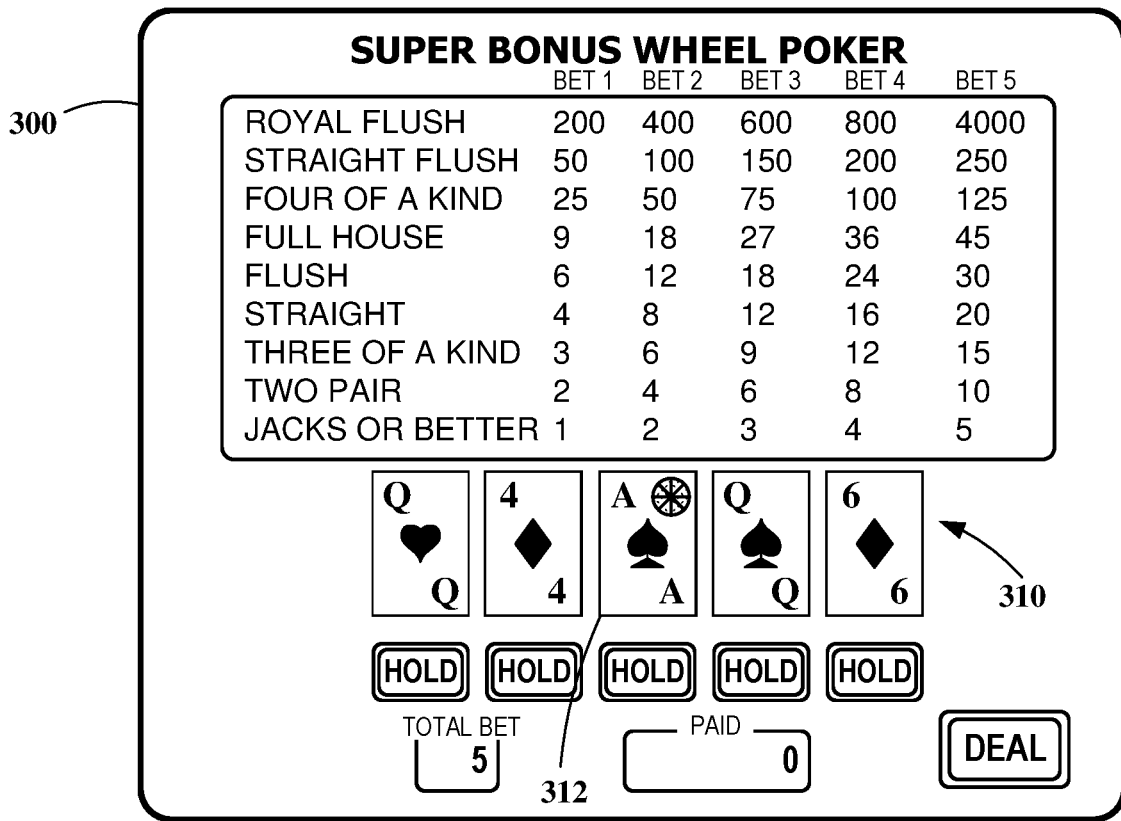 SUPER BONUS WHEEL POKER
BET 1 BET 2 BET 3 BET 4 BET 5
300
ROYAL FLUSH 200 400 600 800 4000
STRAIGHT FLUSH 50 100 150 200 250
FOUR OF A KIND 25 50 75 100 125
FULL HOUSE 9 18 27 36 45
FLUSH 6 12 18 24 30
STRAIGHT 4 8 12 16 20
THREE OF A KIND 3 6 9 12 15
TWO PAIR 2 4 6 8 10
JACKS OR BETTER 1 2 3 4 5
Q 4 A Q 6
Q 4 A Q 6
310
HOLD HOLD HOLD HOLD HOLD
TOTAL BET PAID
5 0 DEAL
312